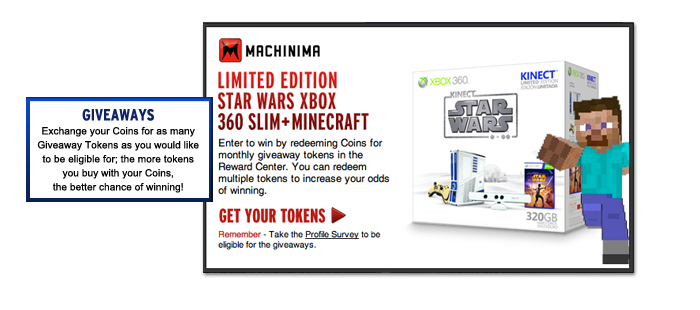 GIVEAWAYS
Exchange your Coins for as many
Giveaway Tokens as you would like
to be eligible for; the more tokens
you buy with your Coins,
the better chance of winning!
MACHINIMA
LIMITED EDITION
STAR WARS XBOX
360 SLIM+MINECRAFT
Enter to win by redeeming Coins for
monthly giveaway tokens in the
Reward Center. You can redeem
multiple tokens to increase your odds
of winning.
GET YOUR TOKENS
Remember - Take the Profile Survey to be
eligible for the giveaways.
XBOX 360
KINECT
LIMITED EDITION
EDICIÓN LIMITADA
KINECT
STAR WARS
STAR WARS
320GB